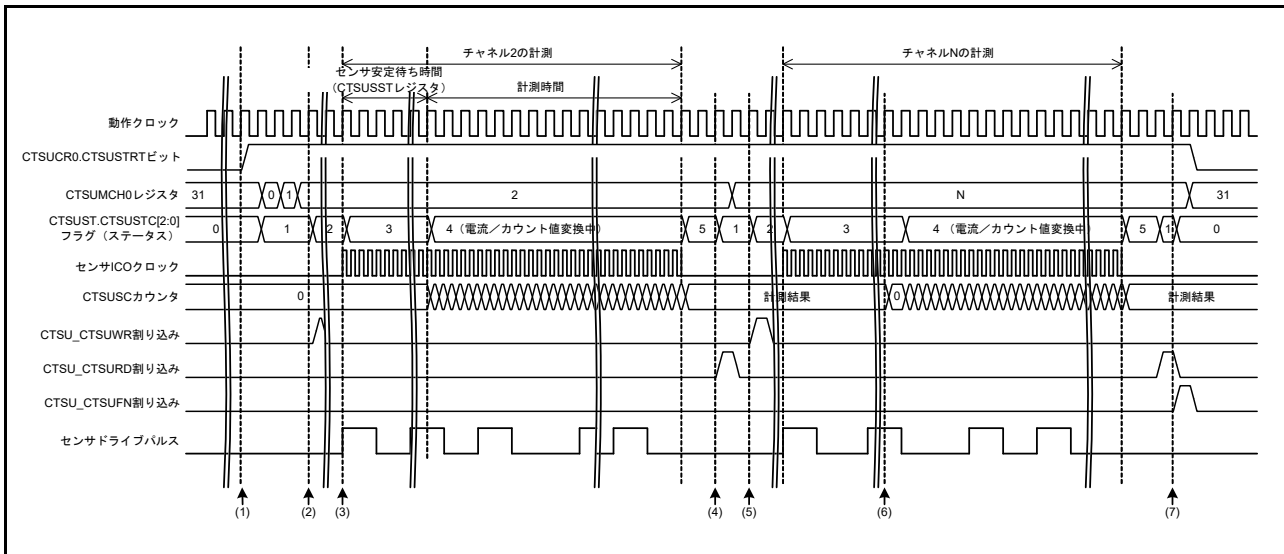 チャネル2の計測
チャネルNの計測
センサ安定待ち時間
(CTSUSSTレジスタ)
計測時間
動作クロック
CTSUCR0.CTSUSTRTビット
CTSUMCH0レジスタ
31
0
1
2
N
31
CTSUST.CTSUSTC[2:0]
フラグ（ステータス）
0
1
2
3
4（電流／カウント値変換中）
5
1
2
3
4（電流／カウント値変換中）
5
1
0
センサICOクロック
CTSUSCカウンタ
0
計測結果
0
計測結果
CTSU_CTSUWR割り込み
CTSU_CTSURD割り込み
CTSU_CTSUFN割り込み
センサドライブパルス
(1)
(2)
(3)
(4)
(5)
(6)
(7)